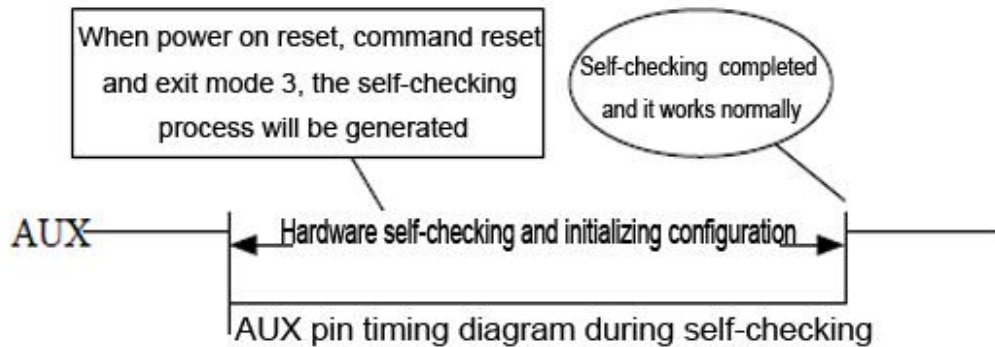 When power on reset, command reset
and exit mode 3, the self-checking
process will be generated
Self-checking completed
and it works normally
AUX
Hardware self-checking and initializing configuration
AUX pin timing diagram during self-checking